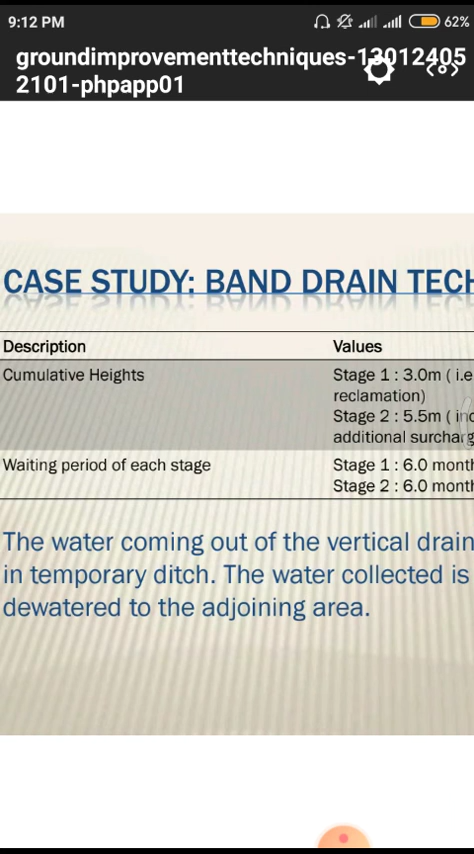 9:12 PM 62%
groundimprovementtechniques-13012405
2101-phpapp01
CASE STUDY: BAND DRAIN TECH
Description Values
Cumulative Heights Stage 1 : 3.0m ( i.e
reclamation)
Stage 2 : 5.5m ( inc
additional surcharg
Waiting period of each stage Stage 1 : 6.0 month
Stage 2 : 6.0 month
The water coming out of the vertical drain
in temporary ditch. The water collected is
dewatered to the adjoining area.